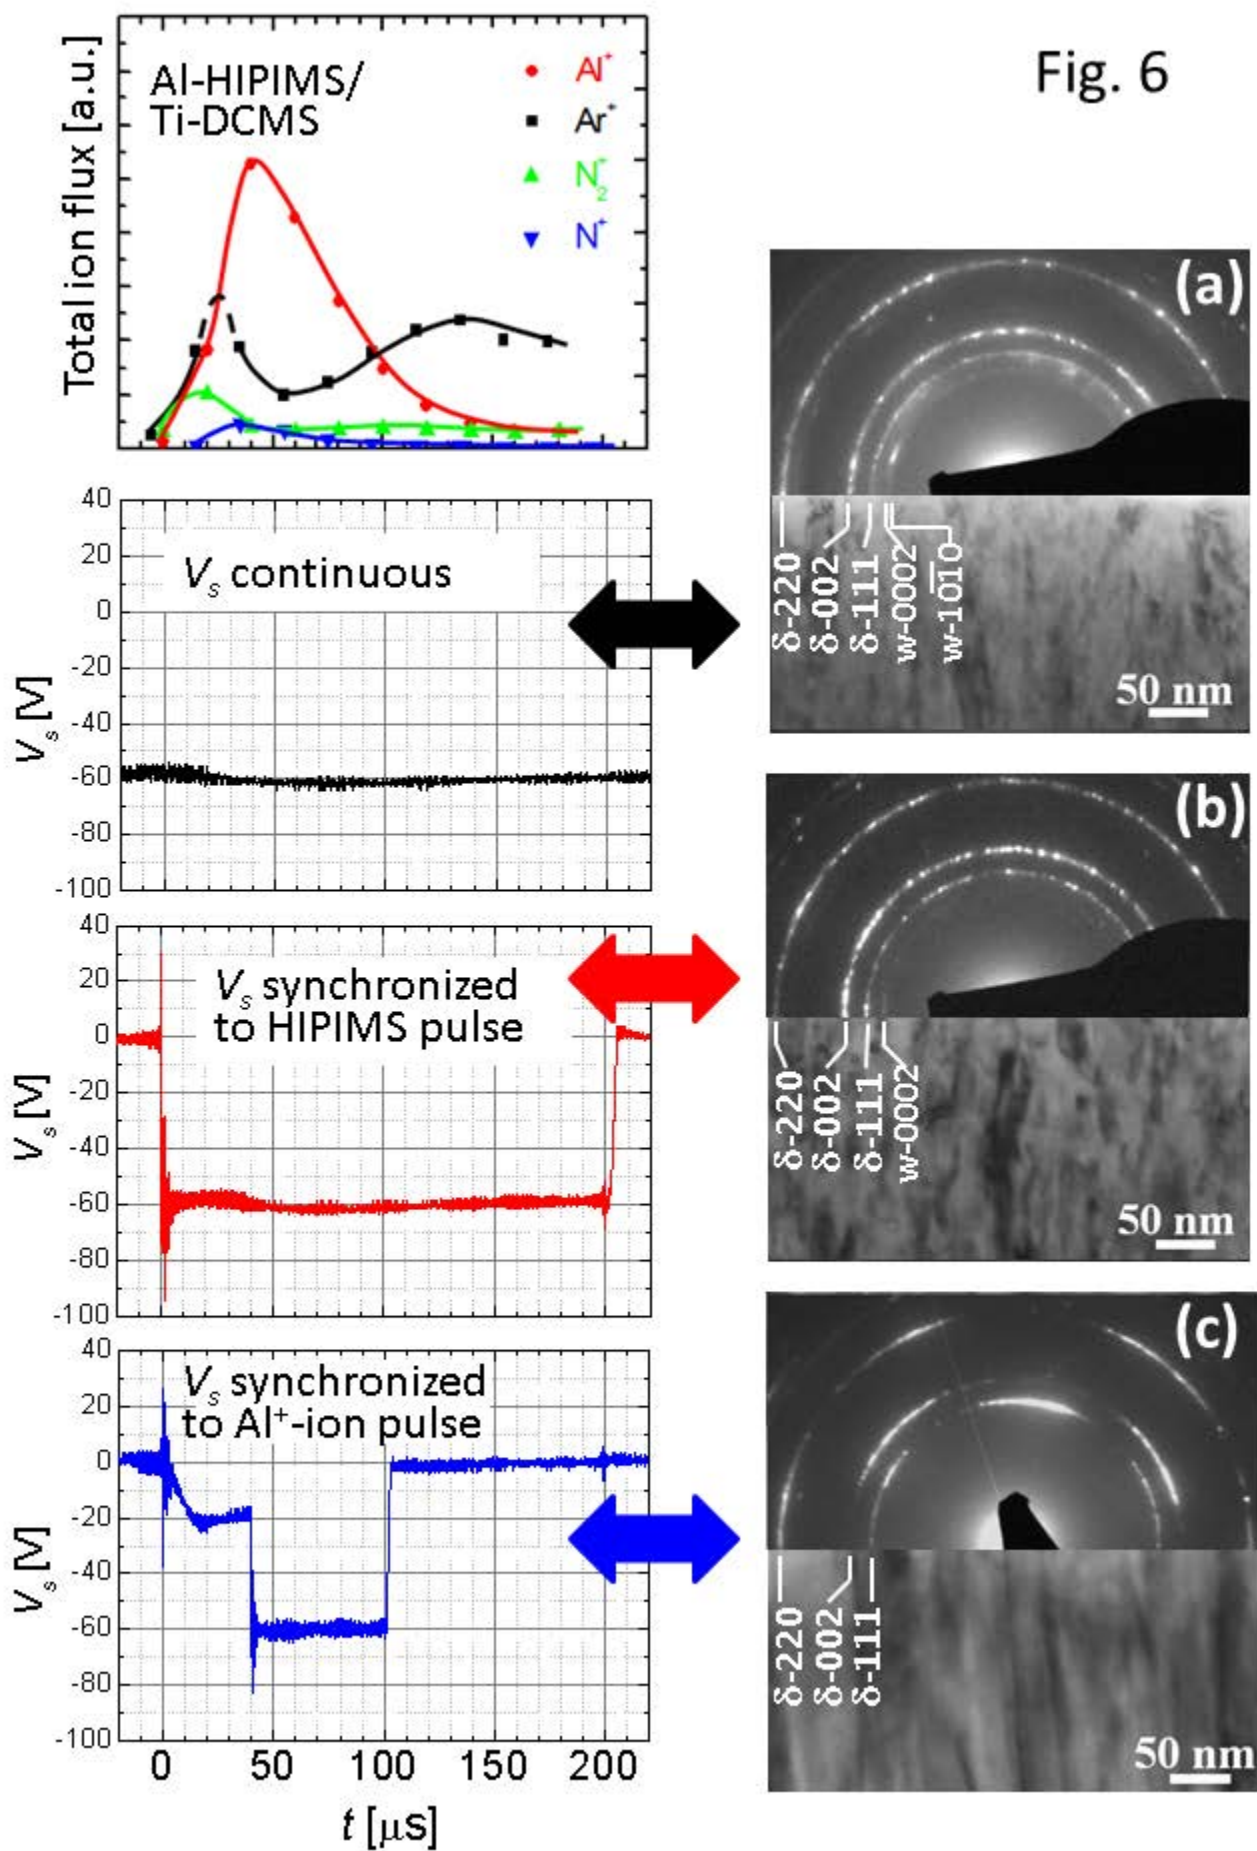 Fig. 6
Total ion flux [a.u.]
Al-HIPIMS/
Ti-DCMS
Al⁺
Ar⁺
N₂⁺
N⁺
40
20
0
-20
-40
-60
-80
-100
Vₛ [V]
Vₛ continuous
(a)
δ-220
δ-002
δ-111
w-0002
w-101̅0
50 nm
40
20
0
-20
-40
-60
-80
-100
Vₛ [V]
Vₛ synchronized
to HIPIMS pulse
(b)
δ-220
δ-002
δ-111
w-0002
50 nm
40
20
0
-20
-40
-60
-80
-100
Vₛ [V]
Vₛ synchronized
to Al⁺-ion pulse
0 50 100 150 200
t [μs]
(c)
δ-220
δ-002
δ-111
50 nm